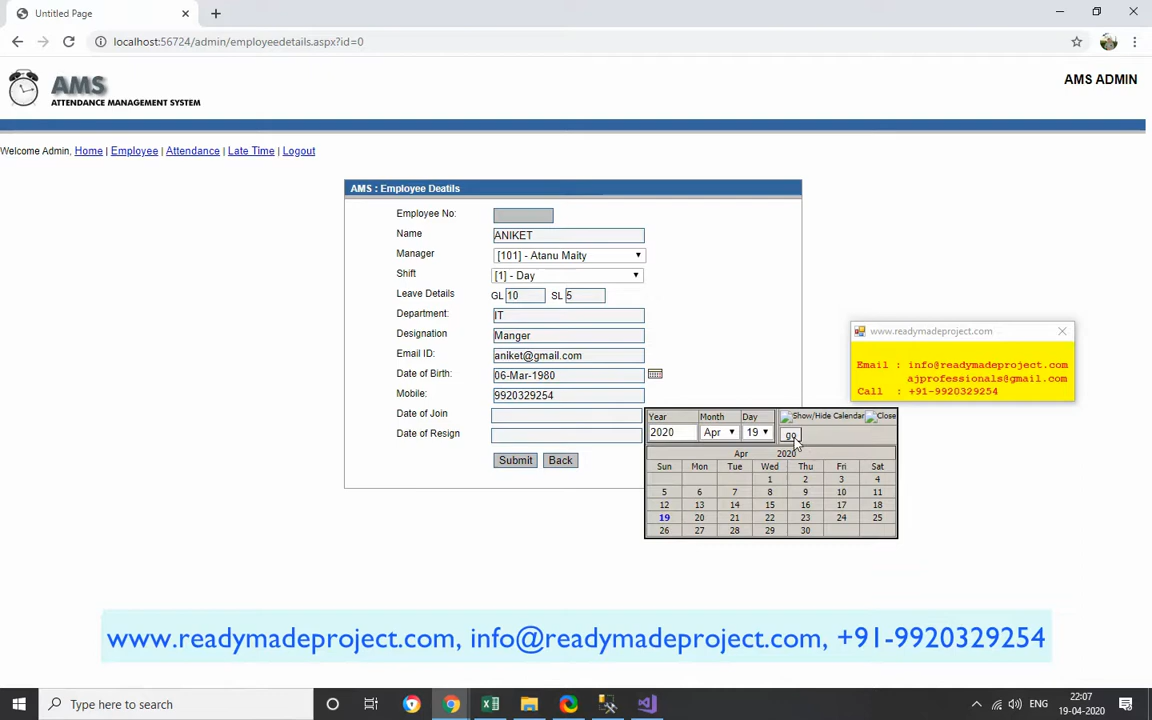 Untitled Page
localhost:56724/admin/employeedetails.aspx?id=0
AMS
ATTENDANCE MANAGEMENT SYSTEM
AMS ADMIN
Welcome Admin, Home | Employee | Attendance | Late Time | Logout
AMS : Employee Deatils
Employee No:
Name ANIKET
Manager [101] - Atanu Maity
Shift [1] - Day
Leave Details GL 10 SL 5
Department: IT
Designation Manger
Email ID: aniket@gmail.com
Date of Birth: 06-Mar-1980
Mobile: 9920329254
Date of Join
Date of Resign
Submit Back
Year Month Day Show/Hide Calendar Close
2020 Apr 19 go
Apr 2020
Sun Mon Tue Wed Thu Fri Sat
1 2 3 4
5 6 7 8 9 10 11
12 13 14 15 16 17 18
19 20 21 22 23 24 25
26 27 28 29 30
www.readymadeproject.com
Email : info@readymadeproject.com
ajprofessionals@gmail.com
Call : +91-9920329254
www.readymadeproject.com, info@readymadeproject.com, +91-9920329254
Type here to search
ENG
22:07
19-04-2020